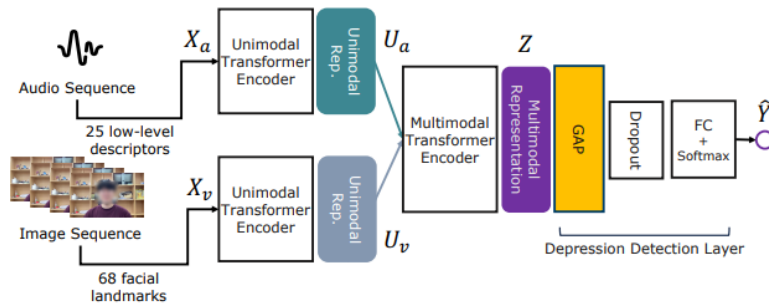 Audio Sequence
X_a
25 low-level
descriptors
Unimodal
Transformer
Encoder
Unimodal
Rep.
U_a
Image Sequence
X_v
68 facial
landmarks
Unimodal
Transformer
Encoder
Unimodal
Rep.
U_v
Multimodal
Transformer
Encoder
Z
Multimodal
Representation
GAP
Dropout
FC
+
Softmax
Ŷ
Depression Detection Layer